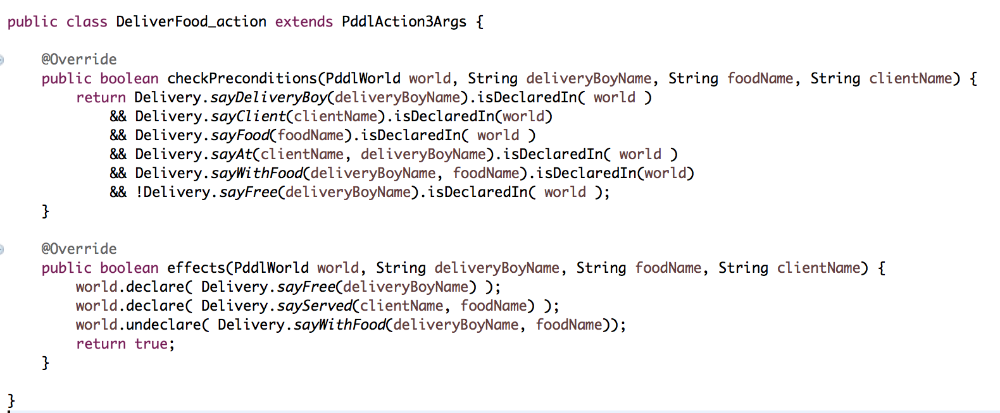 public class DeliverFood_action extends PddlAction3Args {
@Override
public boolean checkPreconditions(PddlWorld world, String deliveryBoyName, String foodName, String clientName) {
return Delivery.sayDeliveryBoy(deliveryBoyName).isDeclaredIn( world )
&& Delivery.sayClient(clientName).isDeclaredIn(world)
&& Delivery.sayFood(foodName).isDeclaredIn( world )
&& Delivery.sayAt(clientName, deliveryBoyName).isDeclaredIn( world )
&& Delivery.sayWithFood(deliveryBoyName, foodName).isDeclaredIn(world)
&& !Delivery.sayFree(deliveryBoyName).isDeclaredIn( world );
}
@Override
public boolean effects(PddlWorld world, String deliveryBoyName, String foodName, String clientName) {
world.declare( Delivery.sayFree(deliveryBoyName) );
world.declare( Delivery.sayServed(clientName, foodName) );
world.undeclare( Delivery.sayWithFood(deliveryBoyName, foodName));
return true;
}
}